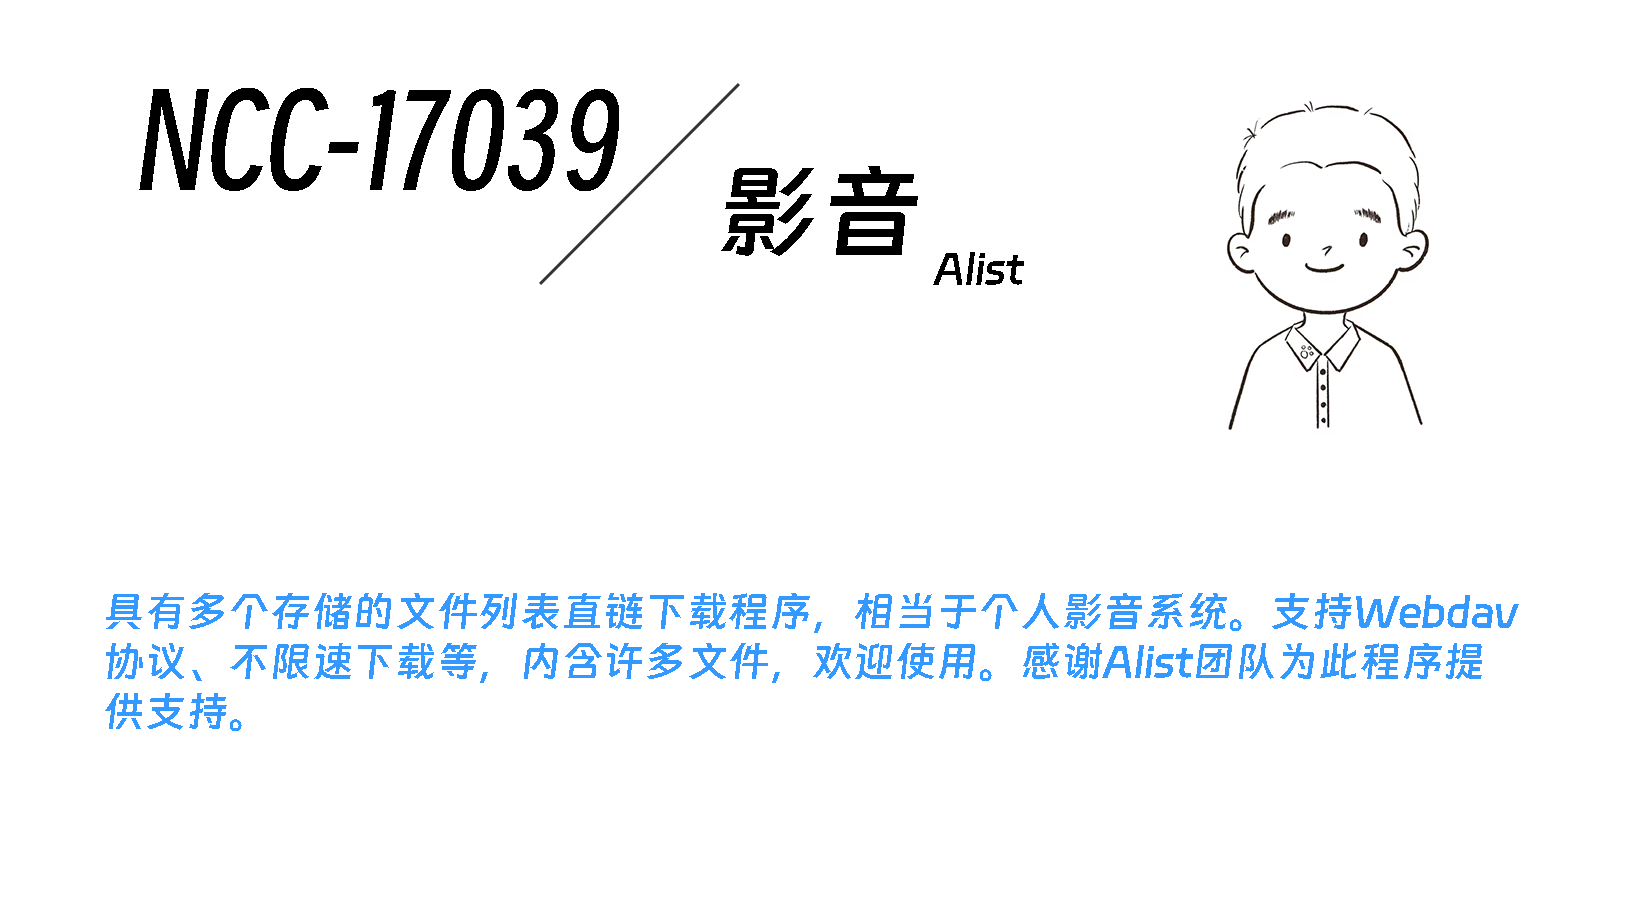 NCC-17039
影音
Alist
具有多个存储的文件列表直链下载程序，相当于个人影音系统。支持Webdav
协议、不限速下载等，内含许多文件，欢迎使用。感谢Alist团队为此程序提
供支持。